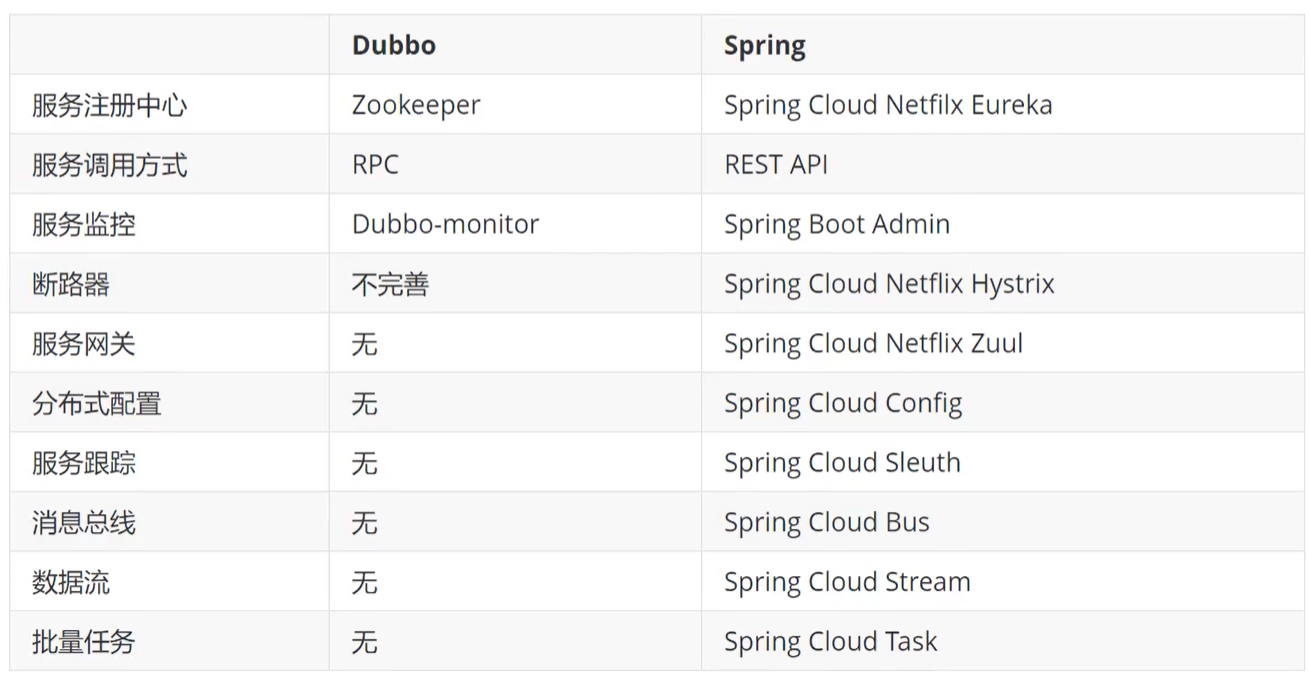 Dubbo Spring
服务注册中心 Zookeeper Spring Cloud Netfilx Eureka
服务调用方式 RPC REST API
服务监控 Dubbo-monitor Spring Boot Admin
断路器 不完善 Spring Cloud Netflix Hystrix
服务网关 无 Spring Cloud Netflix Zuul
分布式配置 无 Spring Cloud Config
服务跟踪 无 Spring Cloud Sleuth
消息总线 无 Spring Cloud Bus
数据流 无 Spring Cloud Stream
批量任务 无 Spring Cloud Task